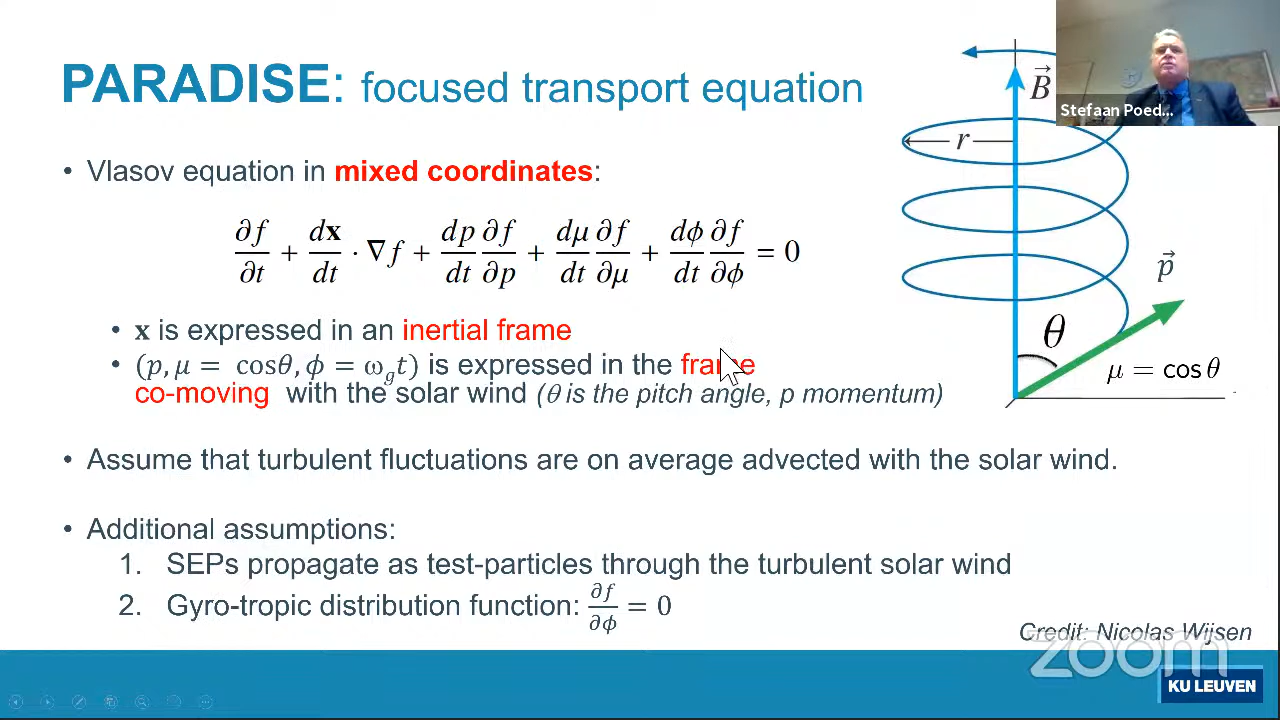 PARADISE: focused transport equation
• Vlasov equation in mixed coordinates:
∂f/∂t + dx/dt · ∇f + dp/dt ∂f/∂p + dμ/dt ∂f/∂μ + dϕ/dt ∂f/∂ϕ = 0
• x is expressed in an inertial frame
• (p, μ = cosθ, ϕ = ω_g t) is expressed in the frame
co-moving with the solar wind (θ is the pitch angle, p momentum)
• Assume that turbulent fluctuations are on average advected with the solar wind.
• Additional assumptions:
1. SEPs propagate as test-particles through the turbulent solar wind
2. Gyro-tropic distribution function: ∂f/∂ϕ = 0
B⃗
Stefaan Poed...
r
p⃗
θ
μ = cos θ
Credit: Nicolas Wijsen
zoom
KU LEUVEN